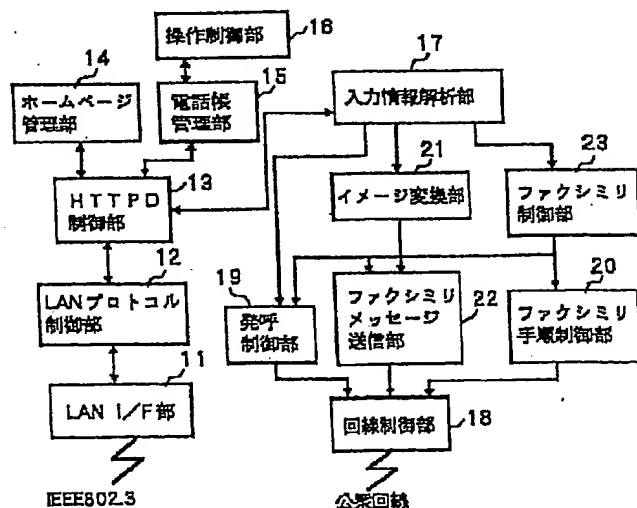 操作制御部
16
14
ホームページ
管理部
15
電話帳
管理部
17
入力情報解析部
13
HTTPD
制御部
21
イメージ変換部
23
ファクシミリ
制御部
12
LANプロトコル
制御部
19
発呼
制御部
ファクシミリ
メッセージ
送信部
22
20
ファクシミリ
手順制御部
11
LAN I/F部
回線制御部
18
IEEE802.3
公衆回線